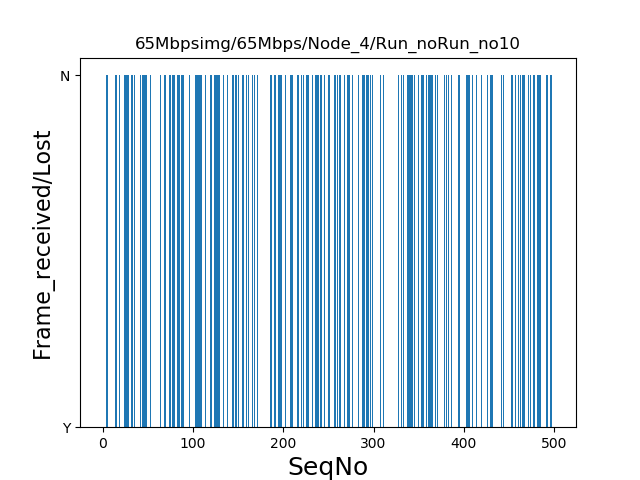 65Mbpsimg/65Mbps/Node_4/Run_noRun_no10
N
Frame_received/Lost
Y
0 100 200 300 400 500
SeqNo